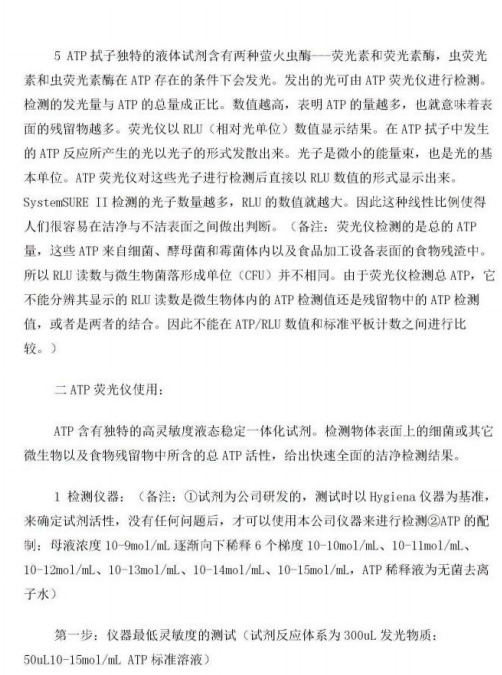 5 ATP 拭子独特的液体试剂含有两种萤火虫酶---荧光素和荧光素酶，虫荧光
素和虫荧光素酶在 ATP 存在的条件下会发光。发出的光可由 ATP 荧光仪进行检测。
检测的发光量与 ATP 的总量成正比。数值越高，表明 ATP 的量越多，也就意味着表
面的残留物越多。荧光仪以 RLU（相对光单位）数值显示结果。在 ATP 拭子中发生
的 ATP 反应所产生的光以光子的形式发散出来。光子是微小的能量束，也是光的基
本单位。ATP 荧光仪对这些光子进行检测后直接以 RLU 数值的形式显示出来。
SystemSURE II 检测的光子数量越多，RLU 的数值就越大。因此这种线性比例使得
人们很容易在洁净与不洁表面之间做出判断。（备注：荧光仪检测的是总的 ATP
量，这些 ATP 来自细菌、酵母菌和霉菌体内以及食品加工设备表面的食物残渣中。
所以 RLU 读数与微生物菌落形成单位（CFU）并不相同。由于荧光仪检测总 ATP，它
不能分辨其显示的 RLU 读数是微生物体内的 ATP 检测值还是残留物中的 ATP 检测
值，或者是两者的结合。因此不能在 ATP/RLU 数值和标准平板计数之间进行比
较。）
二 ATP 荧光仪使用：
ATP 含有独特的高灵敏度液态稳定一体化试剂。检测物体表面上的细菌或其它
微生物以及食物残留物中所含的总 ATP 活性，给出快速全面的洁净检测结果。
1 检测仪器：（备注：①试剂为公司研发的，测试时以 Hygiena 仪器为基准，
来确定试剂活性，没有任何问题后，才可以使用本公司仪器来进行检测②ATP 的配
制：母液浓度 10-9mol/mL 逐渐向下稀释 6 个梯度 10-10mol/mL、10-11mol/mL、
10-12mol/mL、10-13mol/mL、10-14mol/mL、10-15mol/mL，ATP 稀释液为无菌去离
子水）
第一步：仪器最低灵敏度的测试（试剂反应体系为 300uL 发光物质：
50uL10-15mol/mL ATP 标准溶液）